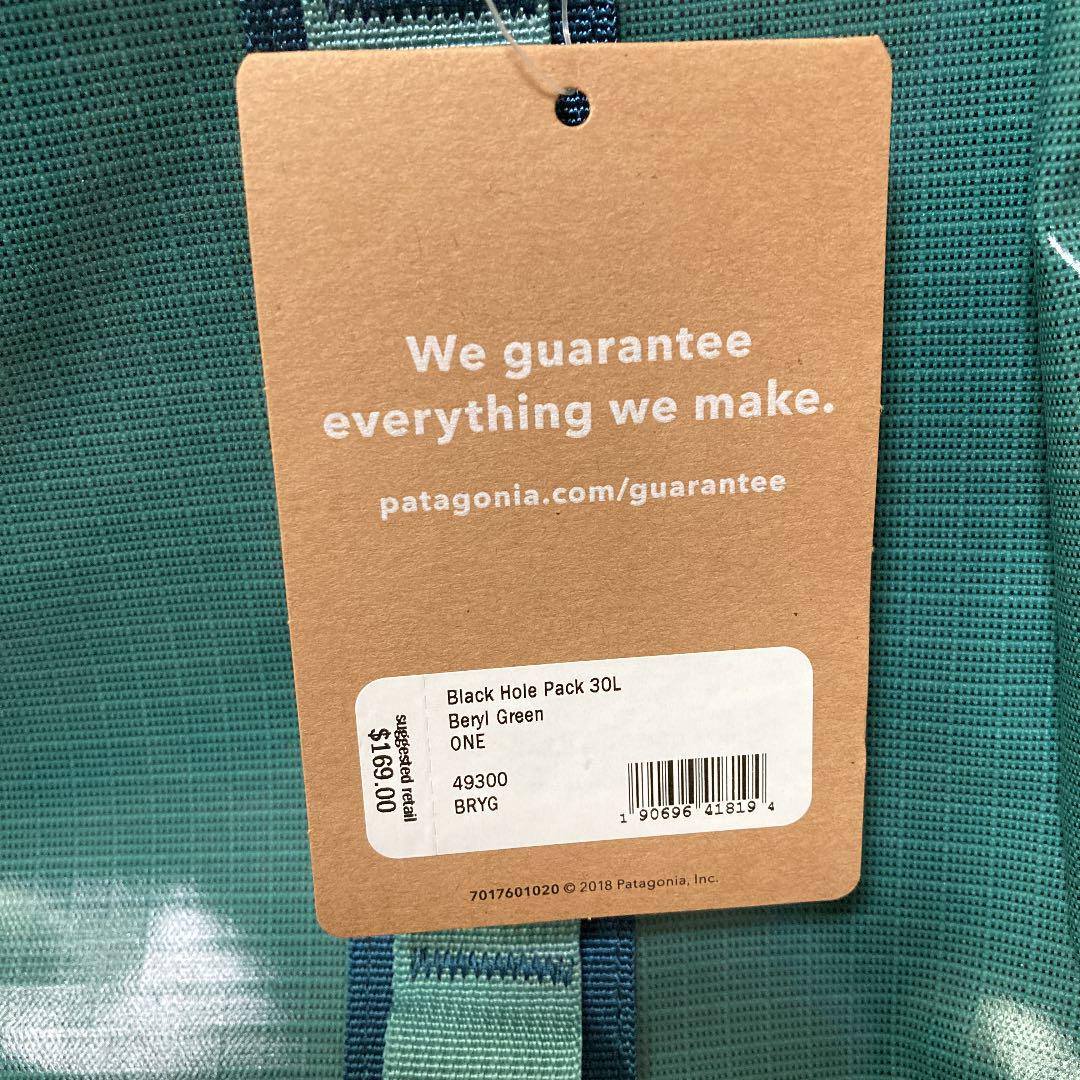 We guarantee
everything we make.
patagonia.com/guarantee
suggested retail
$169.00
Black Hole Pack 30L
Beryl Green
ONE
49300
BRYG
1 90696 41819 4
7017601020 © 2018 Patagonia, Inc.